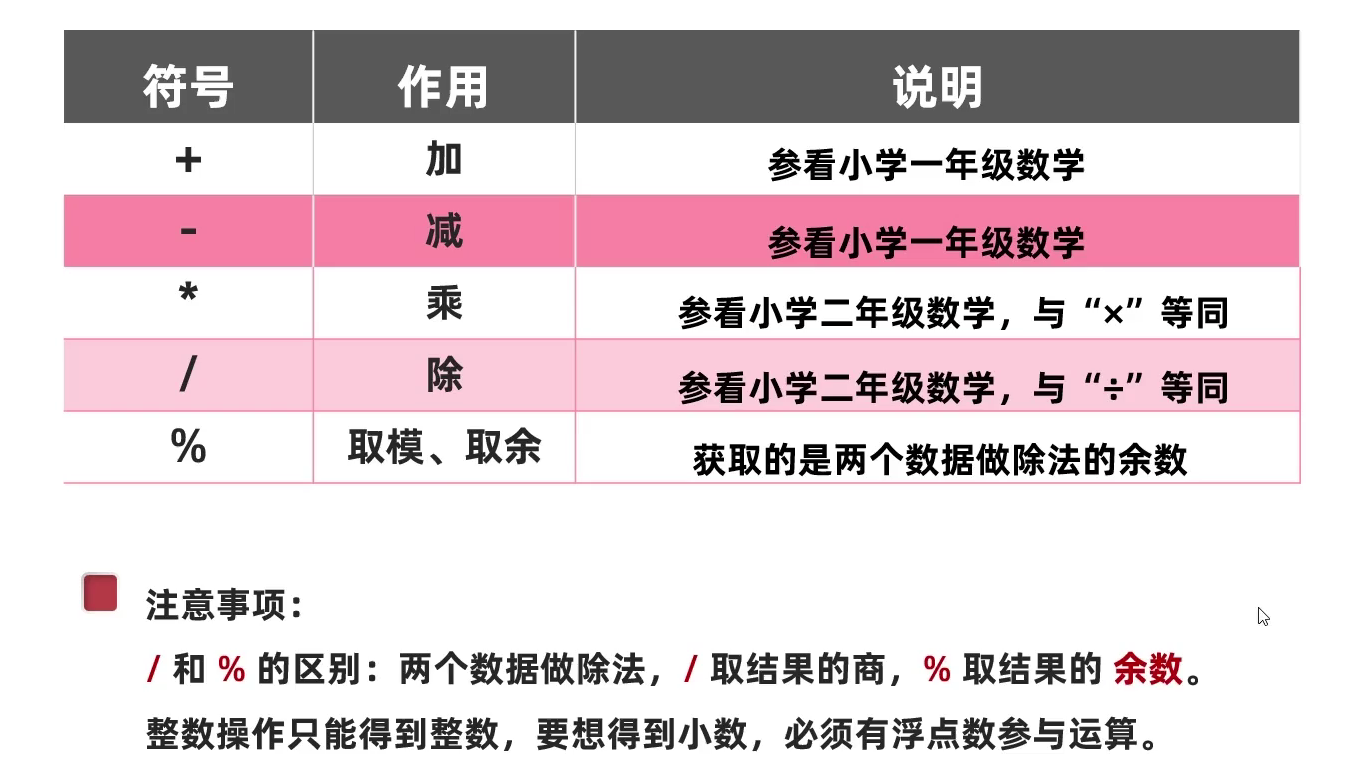 符号 作用 说明
+ 加 参看小学一年级数学
- 减 参看小学一年级数学
* 乘 参看小学二年级数学，与“×”等同
/ 除 参看小学二年级数学，与“÷”等同
% 取模、取余 获取的是两个数据做除法的余数
注意事项：
/ 和 % 的区别：两个数据做除法，/ 取结果的商，% 取结果的 余数。
整数操作只能得到整数，要想得到小数，必须有浮点数参与运算。